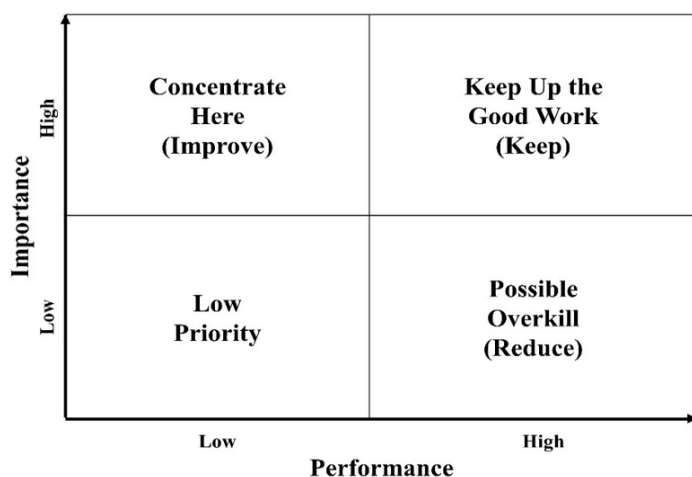 Concentrate
Here
(Improve)
Keep Up the
Good Work
(Keep)
High
Importance
Low
Low
Priority
Possible
Overkill
(Reduce)
Low
High
Performance